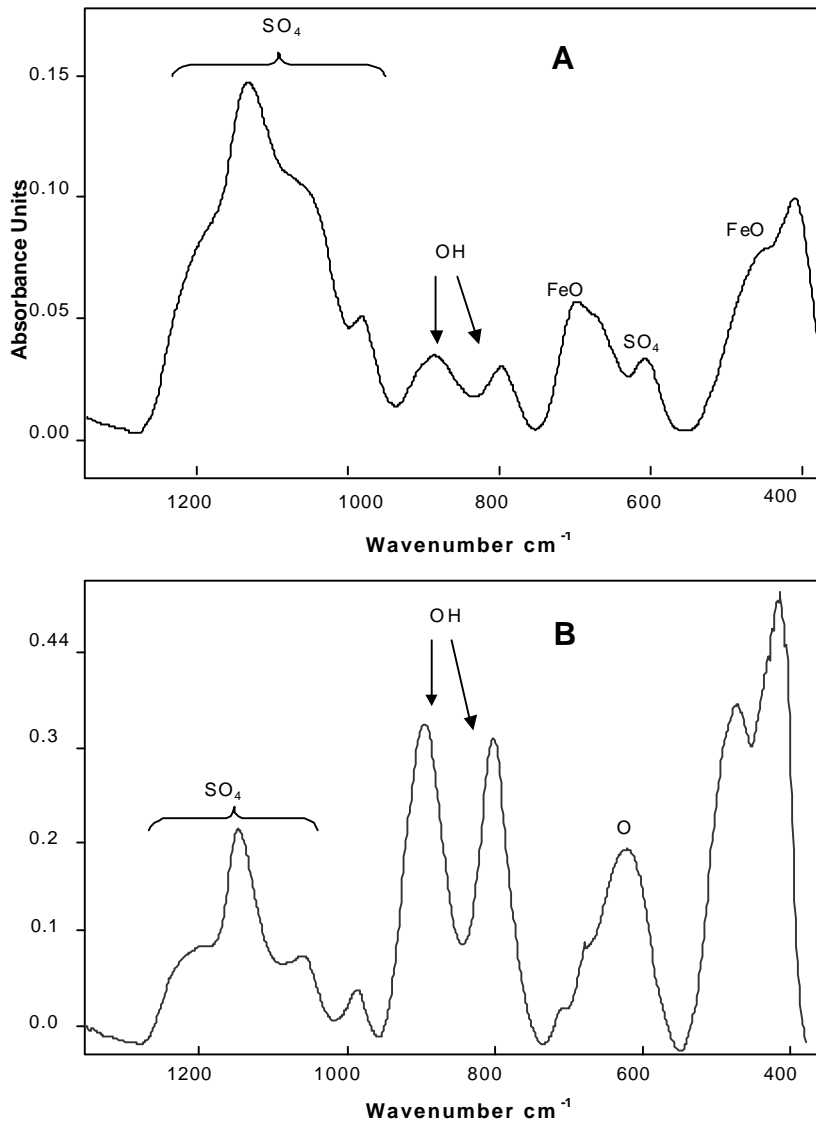 SO₄
A
0.15
0.10
0.05
0.00
Absorbance Units
OH
FeO
SO₄
FeO
1200 1000 800 600 400
Wavenumber cm⁻¹
OH
B
0.44
0.3
0.2
0.1
0.0
SO₄
O
1200 1000 800 600 400
Wavenumber cm⁻¹